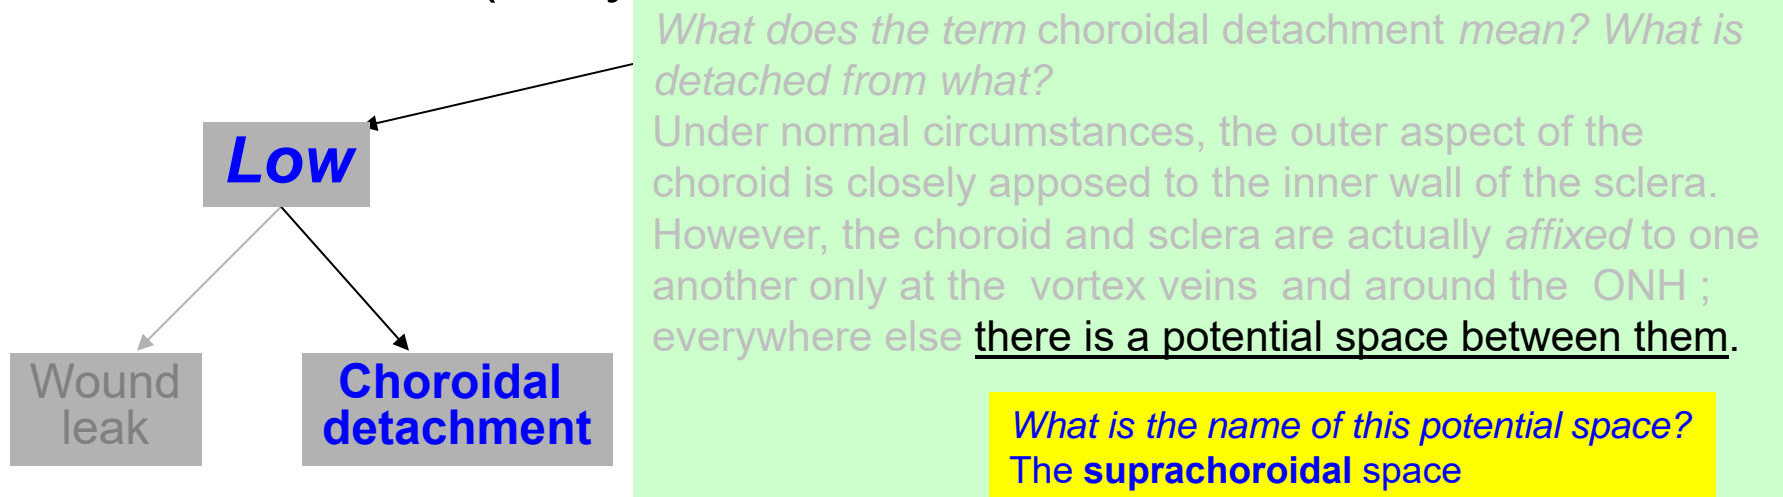 What does the term choroidal detachment mean? What is
detached from what?
Under normal circumstances, the outer aspect of the
choroid is closely apposed to the inner wall of the sclera.
However, the choroid and sclera are actually affixed to one
another only at the vortex veins and around the ONH ;
everywhere else there is a potential space between them.
Low
Wound
leak
Choroidal
detachment
What is the name of this potential space?
The suprachoroidal space